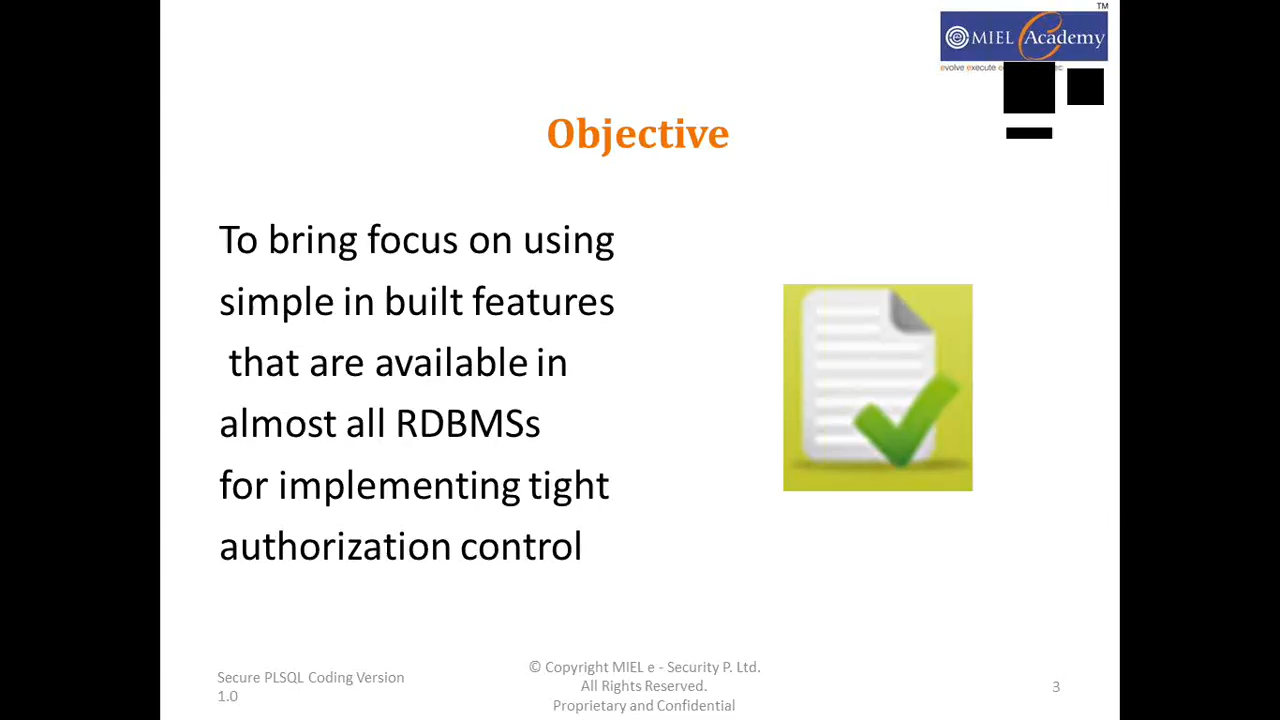 TM
MIEL Academy
evolve execute e
Objective
To bring focus on using
simple in built features
that are available in
almost all RDBMSs
for implementing tight
authorization control
Secure PLSQL Coding Version
1.0
© Copyright MIEL e - Security P. Ltd.
All Rights Reserved.
Proprietary and Confidential
3